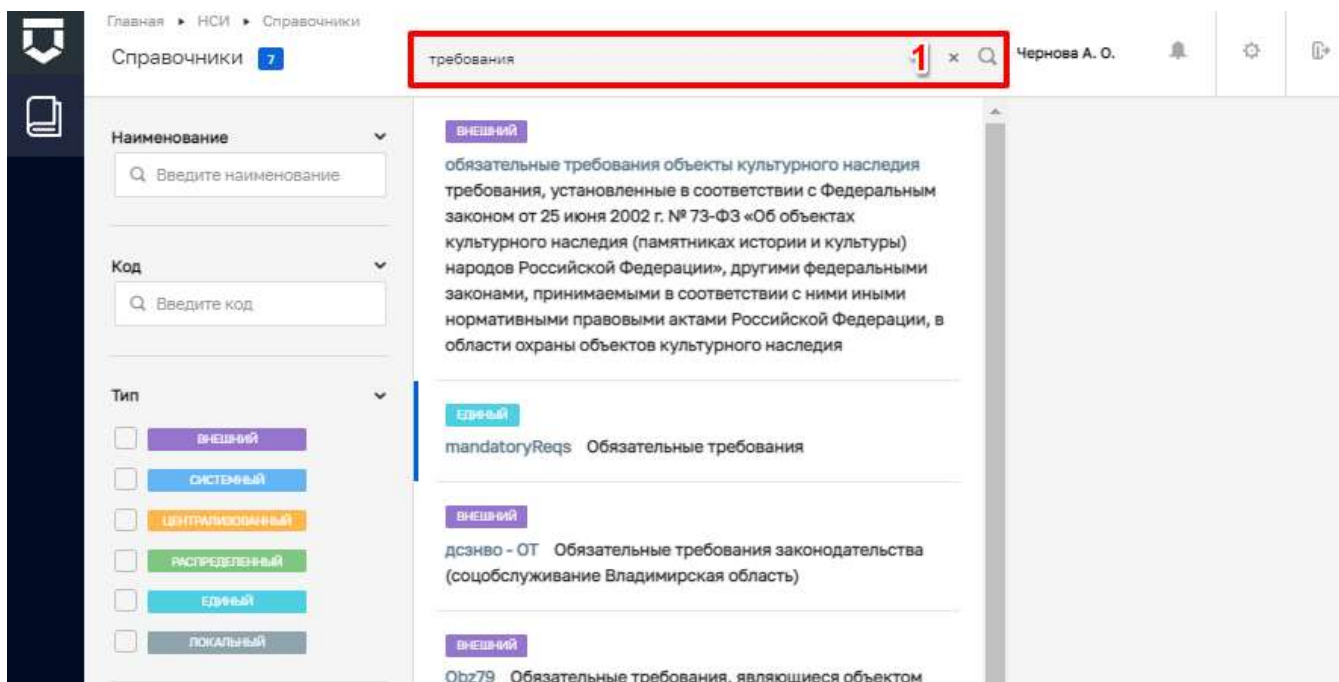 Главная ▸ НСИ ▸ Справочники
Справочники 7
требования
1
Чернова А. О.
Наименование
Введите наименование
Код
Введите код
Тип
ВНЕШНИЙ
СИСТЕМНЫЙ
ЦЕНТРАЛИЗОВАННЫЙ
РАСПРЕДЕЛЕННЫЙ
ЕДИНЫЙ
ЛОКАЛЬНЫЙ
ВНЕШНИЙ
обязательные требования объекты культурного наследия
требования, установленные в соответствии с Федеральным
законом от 25 июня 2002 г. № 73-ФЗ «Об объектах
культурного наследия (памятниках истории и культуры)
народов Российской Федерации», другими федеральными
законами, принимаемыми в соответствии с ними иными
нормативными правовыми актами Российской Федерации, в
области охраны объектов культурного наследия
ЕДИНЫЙ
mandatoryReqs Обязательные требования
ВНЕШНИЙ
дсзнво - ОТ Обязательные требования законодательства
(соцобслуживание Владимирская область)
ВНЕШНИЙ
Obz79 Обязательные требования, являющиеся объектом